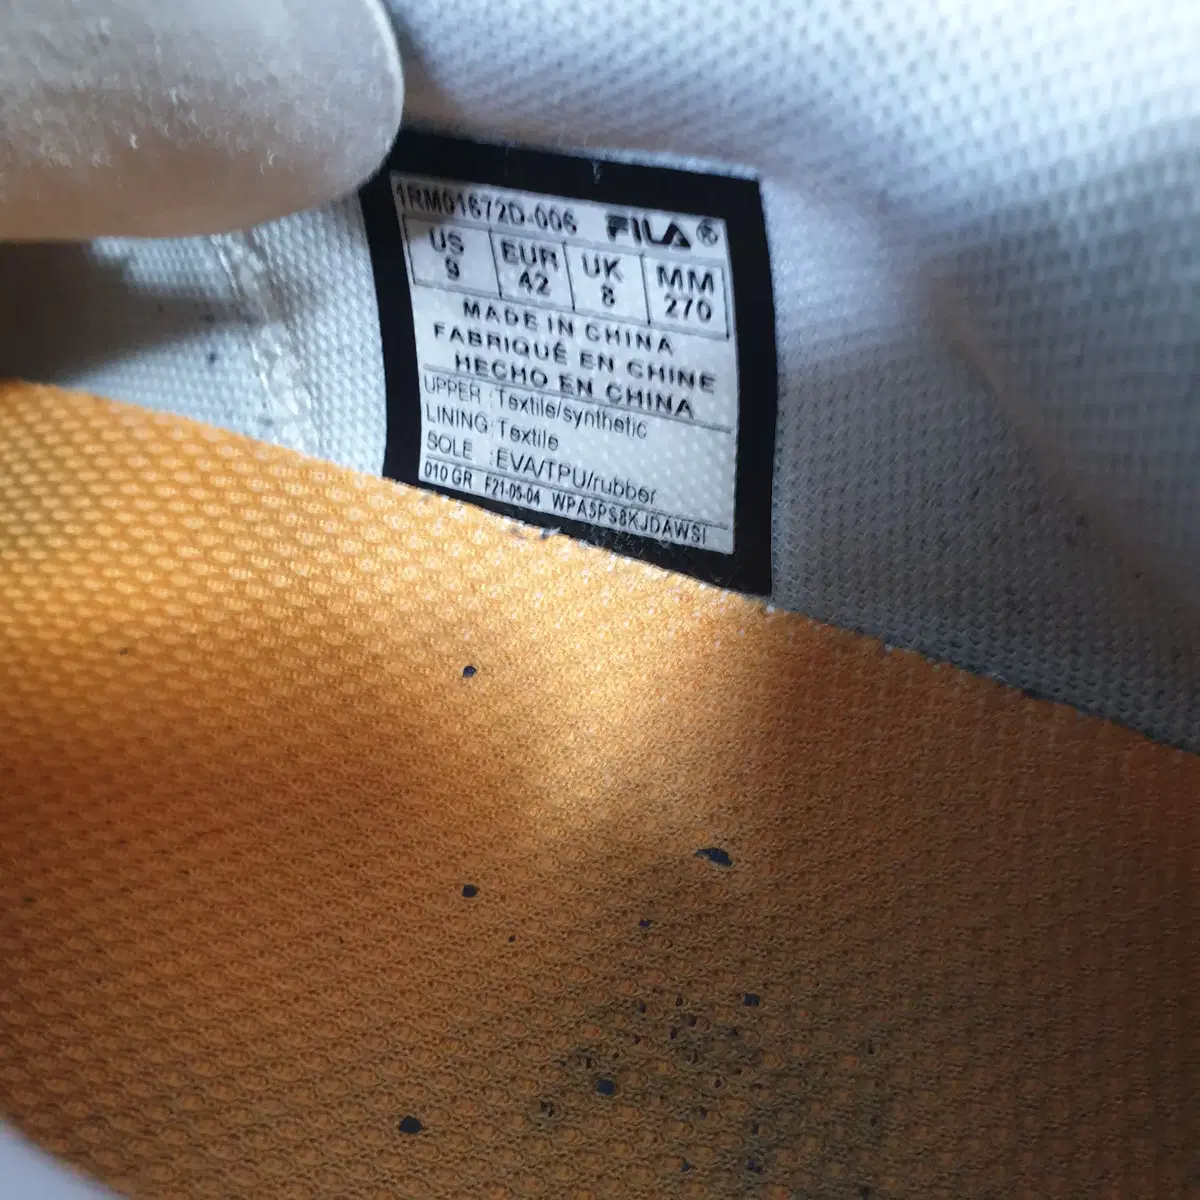 1RM01672D-006 FILA®
US EUR UK MM
9 42 8 270
MADE IN CHINA
FABRIQUÉ EN CHINE
HECHO EN CHINA
UPPER :Textile/synthetic
LINING:Textile
SOLE :EVA/TPU/rubber
010 GR F21-05-04 WPA5PS8KJDAWSI